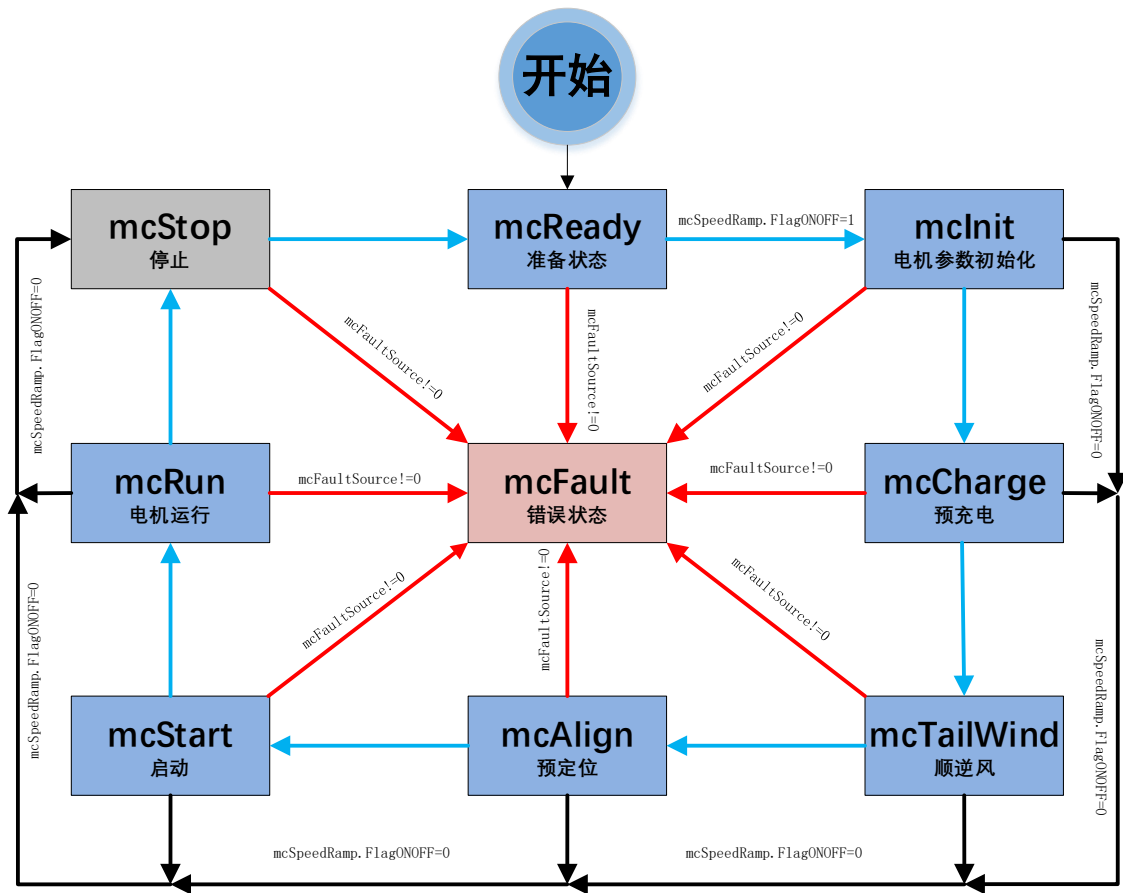 开始
mcStop
停止
mcReady
准备状态
mcSpeedRamp.FlagONOFF=1
mcInit
电机参数初始化
mcSpeedRamp.FlagONOFF=0
mcFaultSource!=0
mcFaultSource!=0
mcFaultSource!=0
mcSpeedRamp.FlagONOFF=0
mcRun
电机运行
mcFaultSource!=0
mcFault
错误状态
mcFaultSource!=0
mcCharge
预充电
mcSpeedRamp.FlagONOFF=0
mcFaultSource!=0
mcFaultSource!=0
mcFaultSource!=0
mcSpeedRamp.FlagONOFF=0
mcStart
启动
mcAlign
预定位
mcTailWind
顺逆风
mcSpeedRamp.FlagONOFF=0
mcSpeedRamp.FlagONOFF=0